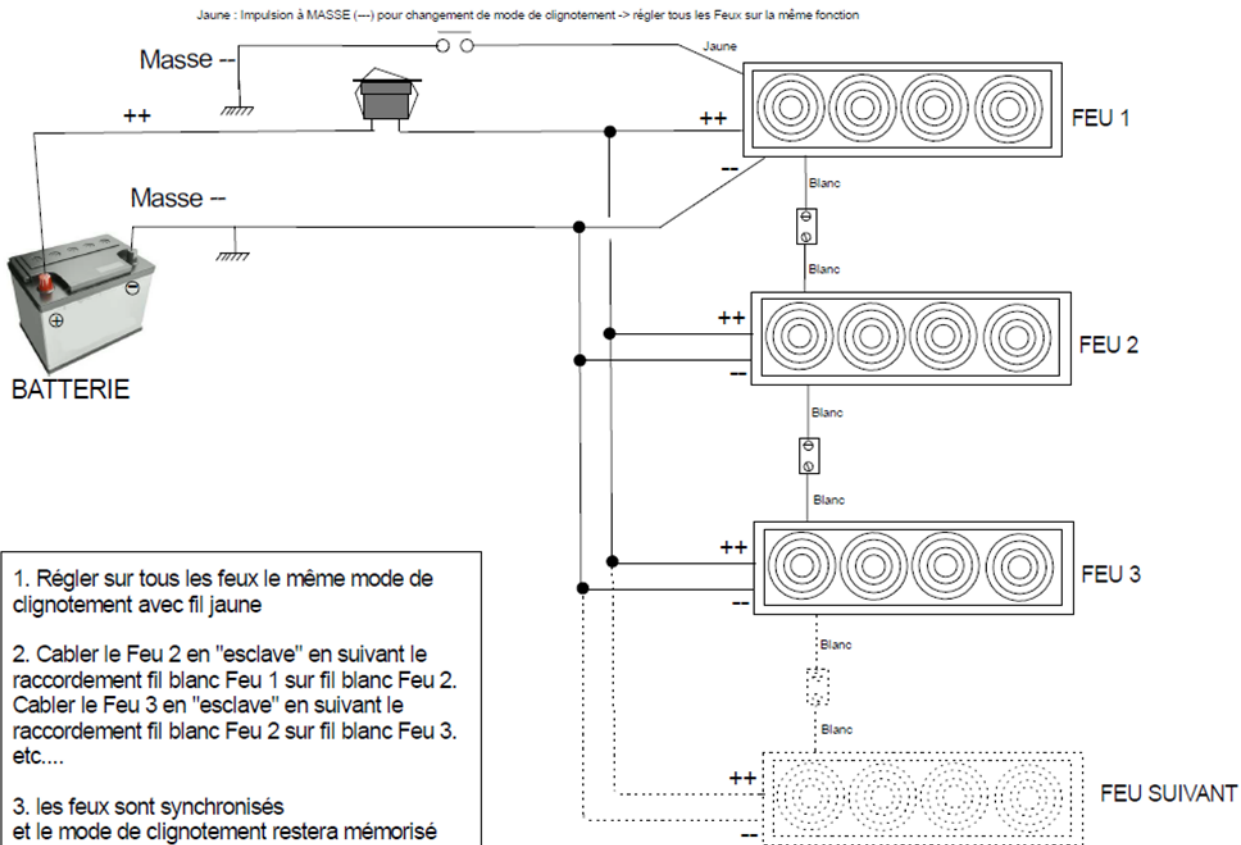 Jaune : Impulsion à MASSE (---) pour changement de mode de clignotement -> régler tous les Feux sur la même fonction
Jaune
Masse --
++
++
FEU 1
--
Blanc
Masse --
Blanc
++
FEU 2
--
BATTERIE
Blanc
Blanc
++
FEU 3
--
1. Régler sur tous les feux le même mode de
clignotement avec fil jaune
2. Cabler le Feu 2 en "esclave" en suivant le
raccordement fil blanc Feu 1 sur fil blanc Feu 2.
Cabler le Feu 3 en "esclave" en suivant le
raccordement fil blanc Feu 2 sur fil blanc Feu 3.
etc....
3. les feux sont synchronisés
et le mode de clignotement restera mémorisé
Blanc
Blanc
++
FEU SUIVANT
--